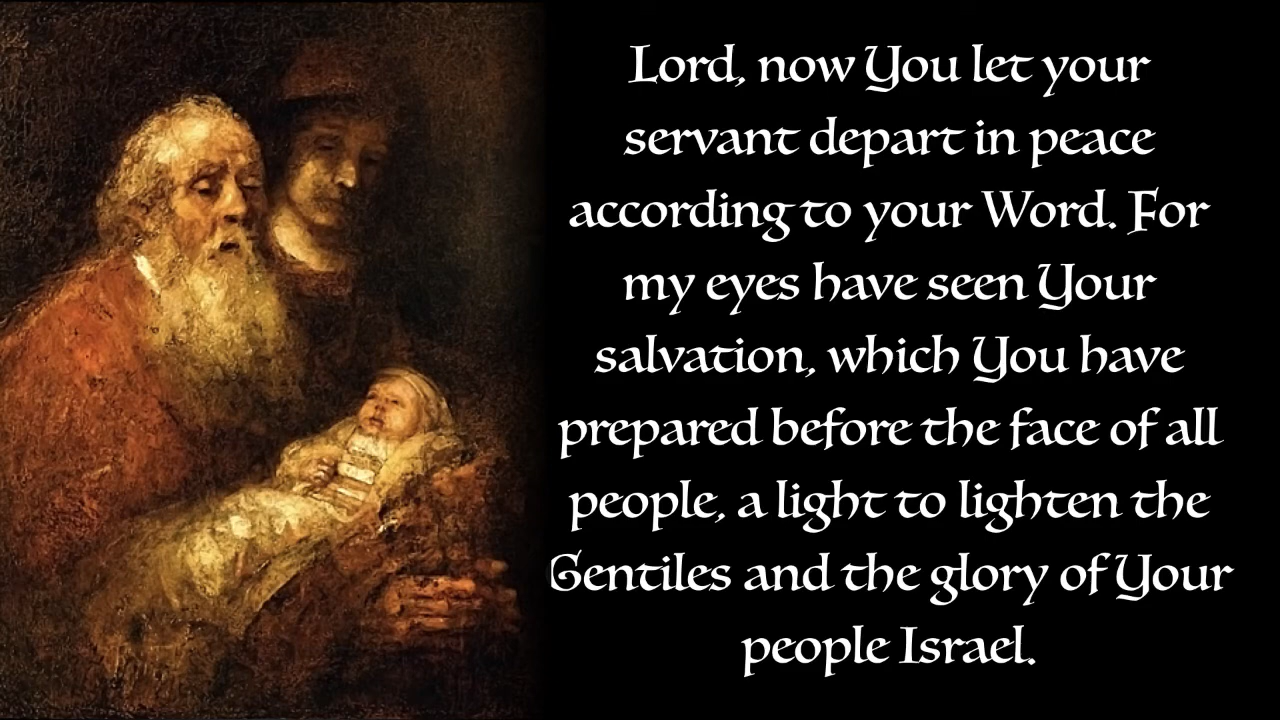 Lord, now You let your
servant depart in peace
according to your Word. For
my eyes have seen Your
salvation, which You have
prepared before the face of all
people, a light to lighten the
Gentiles and the glory of Your
people Israel.